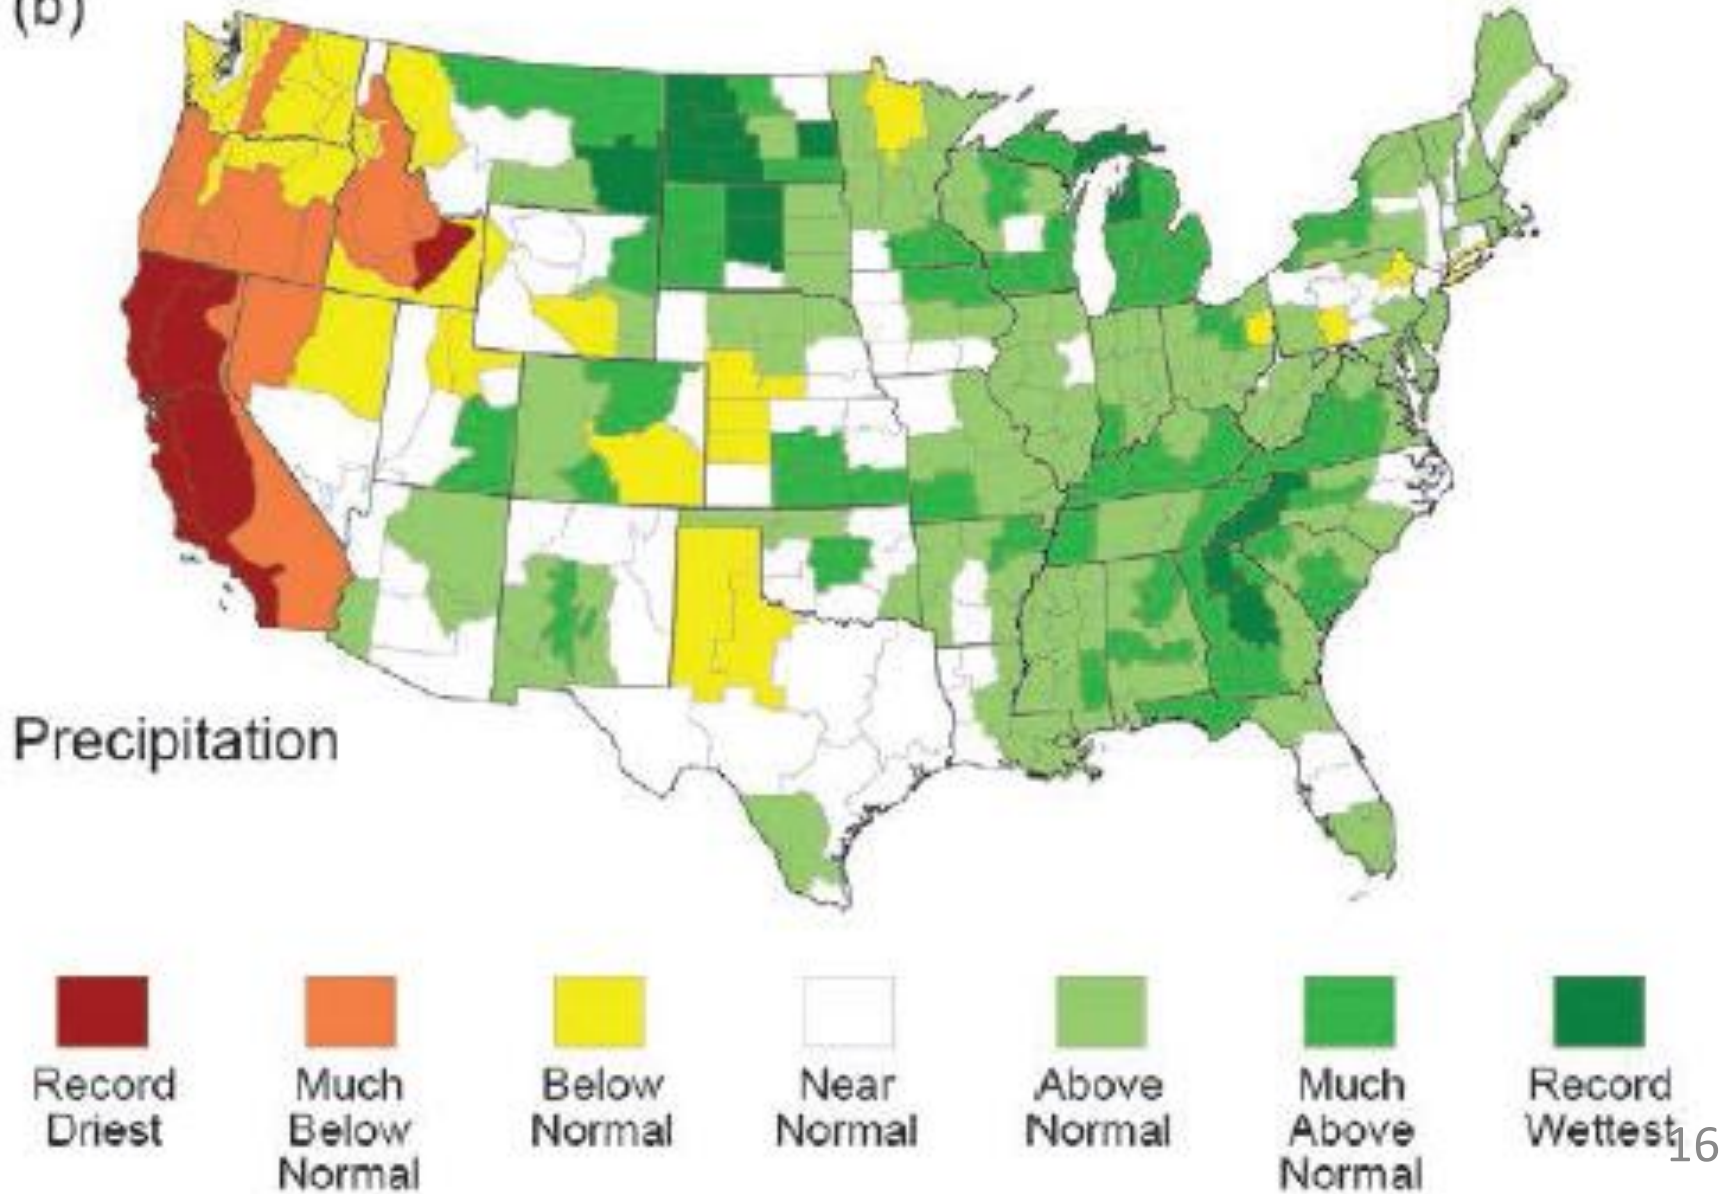 (b)
Precipitation
Record Driest
Much Below Normal
Below Normal
Near Normal
Above Normal
Much Above Normal
Record Wettest
16